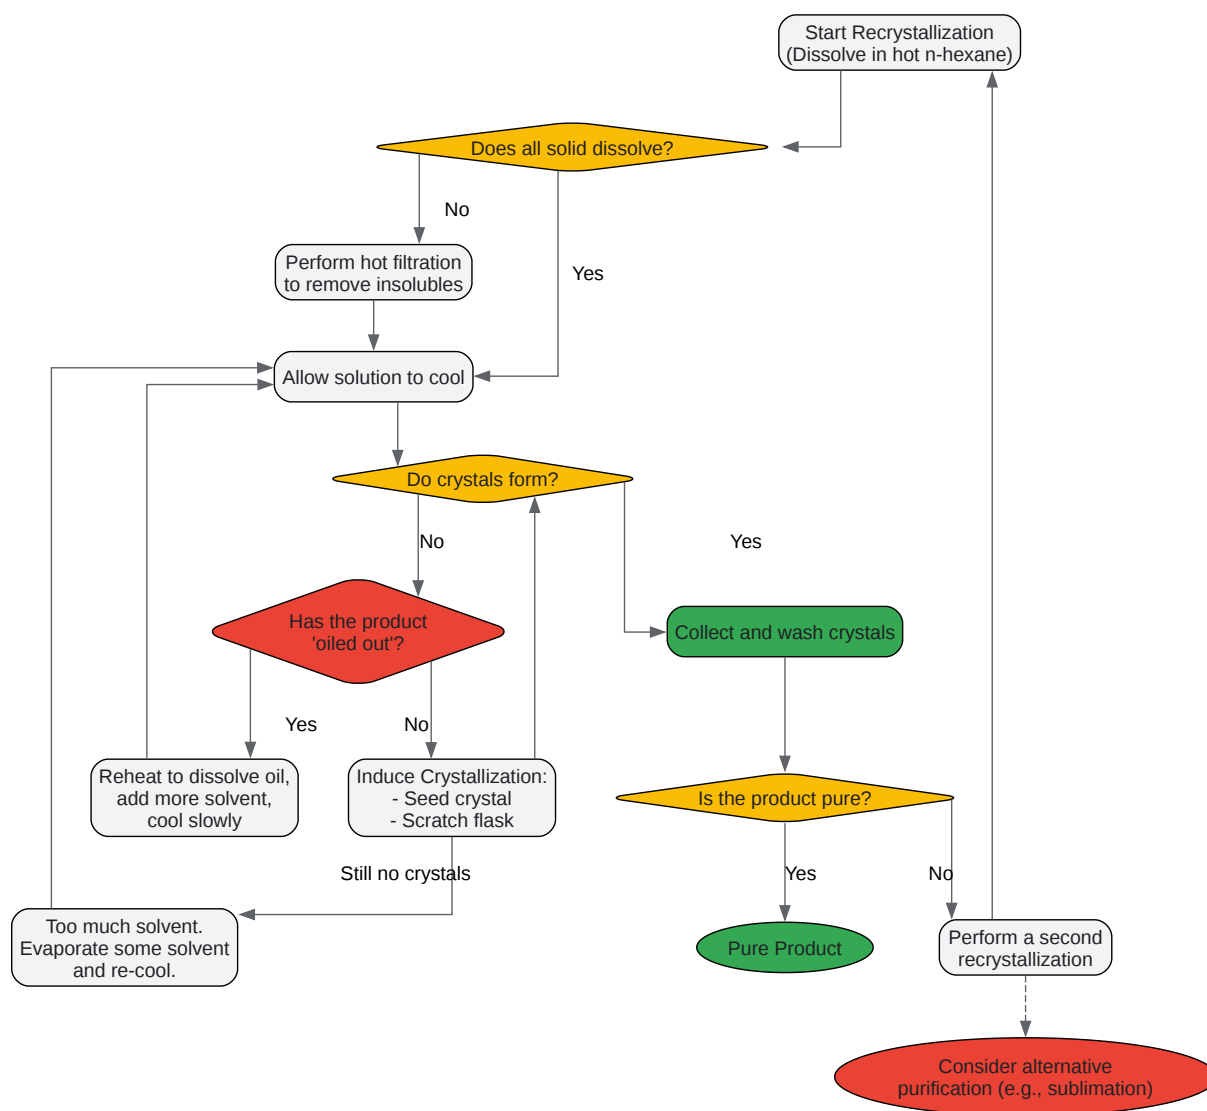 Start Recrystallization
(Dissolve in hot n-hexane)
Does all solid dissolve?
No
Yes
Perform hot filtration
to remove insolubles
Allow solution to cool
Do crystals form?
No
Yes
Has the product
'oiled out'?
Collect and wash crystals
Yes
No
Reheat to dissolve oil,
add more solvent,
cool slowly
Induce Crystallization:
- Seed crystal
- Scratch flask
Is the product pure?
Still no crystals
Yes
No
Too much solvent.
Evaporate some solvent
and re-cool.
Pure Product
Perform a second
recrystallization
Consider alternative
purification (e.g., sublimation)